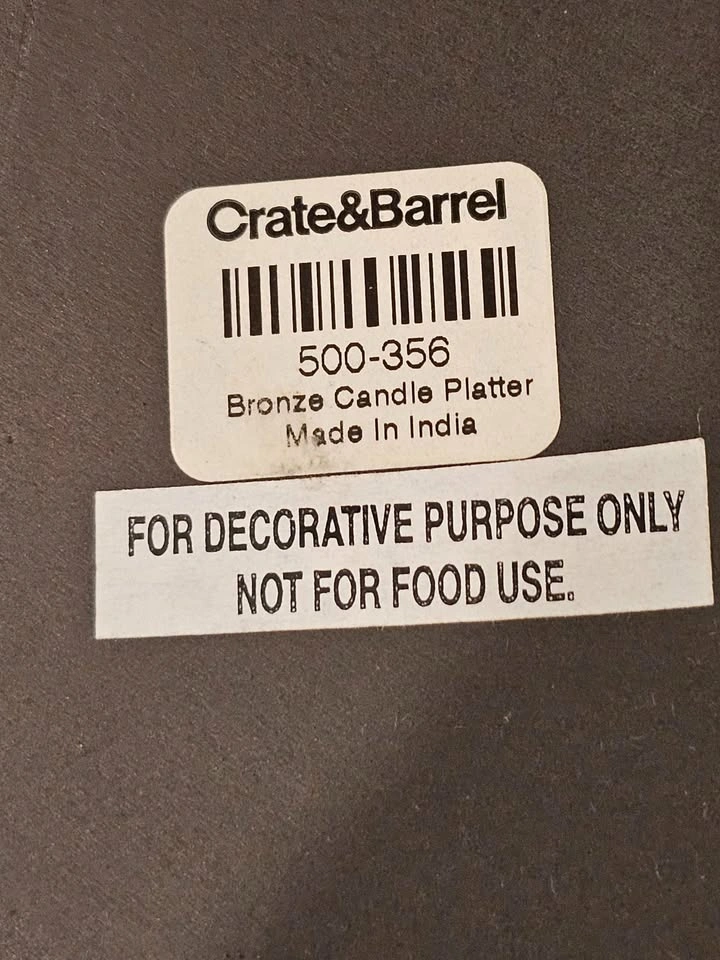 Crate&Barrel
500-356
Bronze Candle Platter
Made In India
FOR DECORATIVE PURPOSE ONLY
NOT FOR FOOD USE.